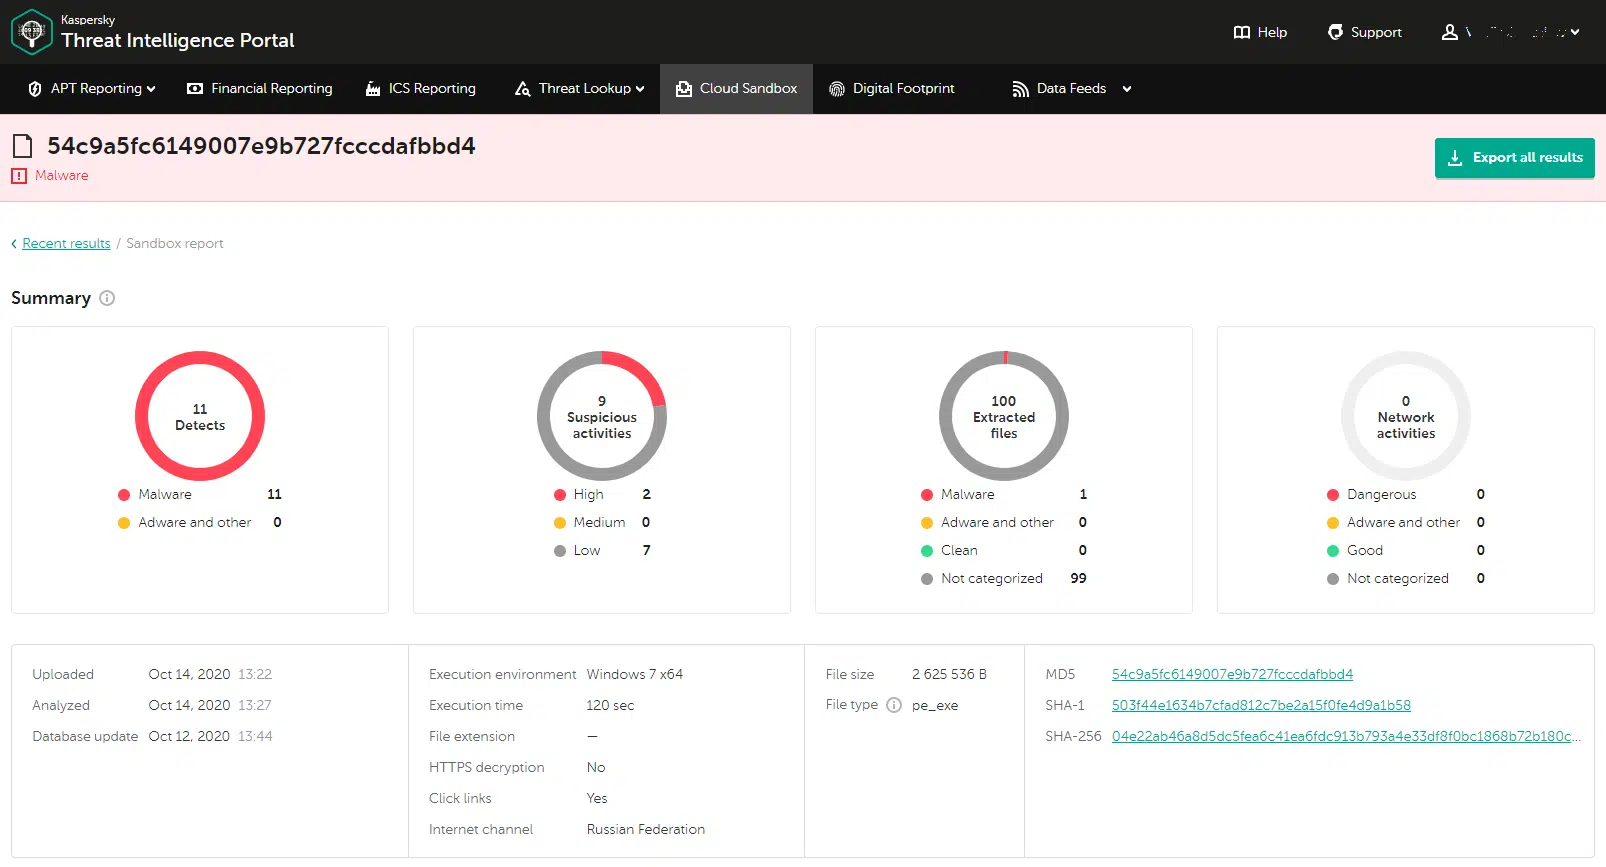 Kaspersky
Threat Intelligence Portal
Help
Support
APT Reporting
Financial Reporting
ICS Reporting
Threat Lookup
Cloud Sandbox
Digital Footprint
Data Feeds
54c9a5fc6149007e9b727fcccdafbbd4
Malware
Export all results
Recent results / Sandbox report
Summary
11
Detects
Malware 11
Adware and other 0
9
Suspicious
activities
High 2
Medium 0
Low 7
100
Extracted
files
Malware 1
Adware and other 0
Clean 0
Not categorized 99
0
Network
activities
Dangerous 0
Adware and other 0
Good 0
Not categorized 0
Uploaded Oct 14, 2020 13:22
Analyzed Oct 14, 2020 13:27
Database update Oct 12, 2020 13:44
Execution environment Windows 7 x64
Execution time 120 sec
File extension —
HTTPS decryption No
Click links Yes
Internet channel Russian Federation
File size 2 625 536 B
File type pe_exe
MD5 54c9a5fc6149007e9b727fcccdafbbd4
SHA-1 503f44e1634b7cfad812c7be2a15f0fe4d9a1b58
SHA-256 04e22ab46a8d5dc5fea6c41ea6fdc913b793a4e33df8f0bc1868b72b180c...